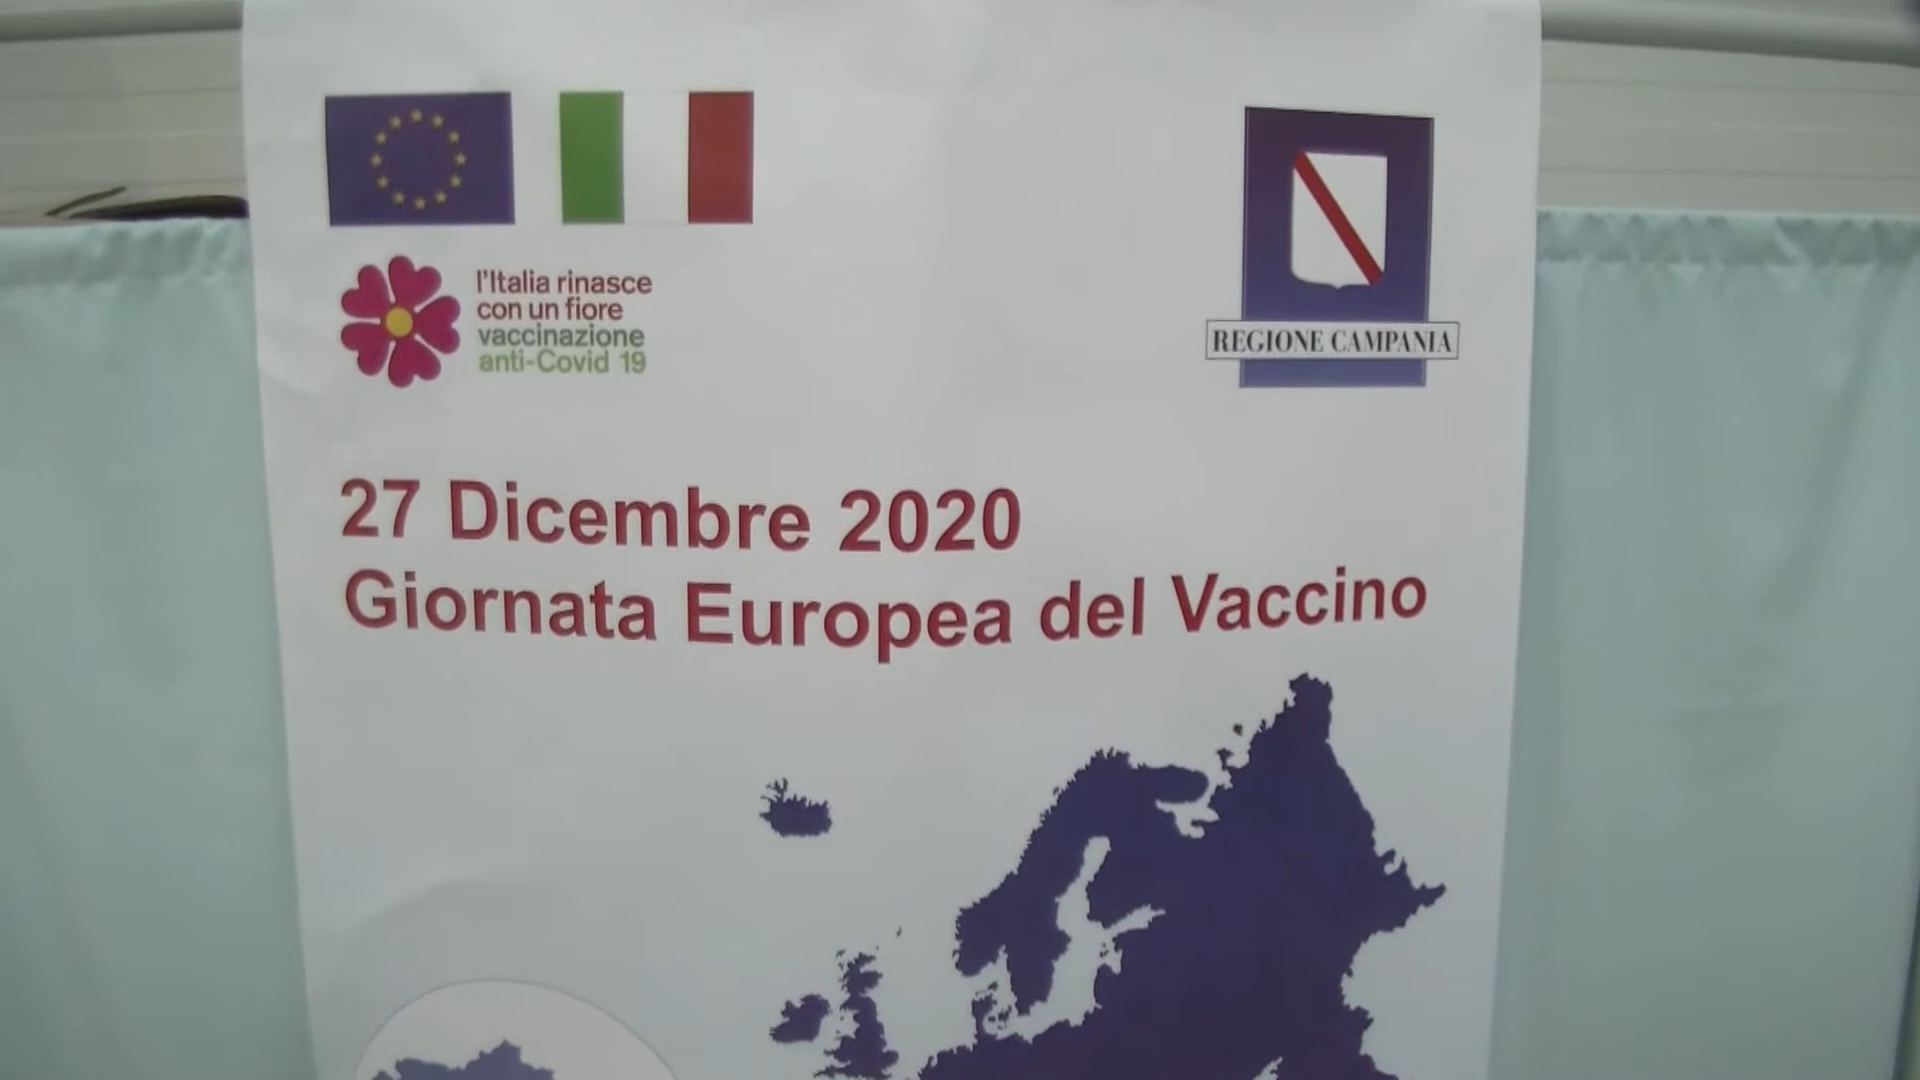 l'Italia rinasce
con un fiore
vaccinazione
anti-Covid 19
REGIONE CAMPANIA
27 Dicembre 2020
Giornata Europea del Vaccino